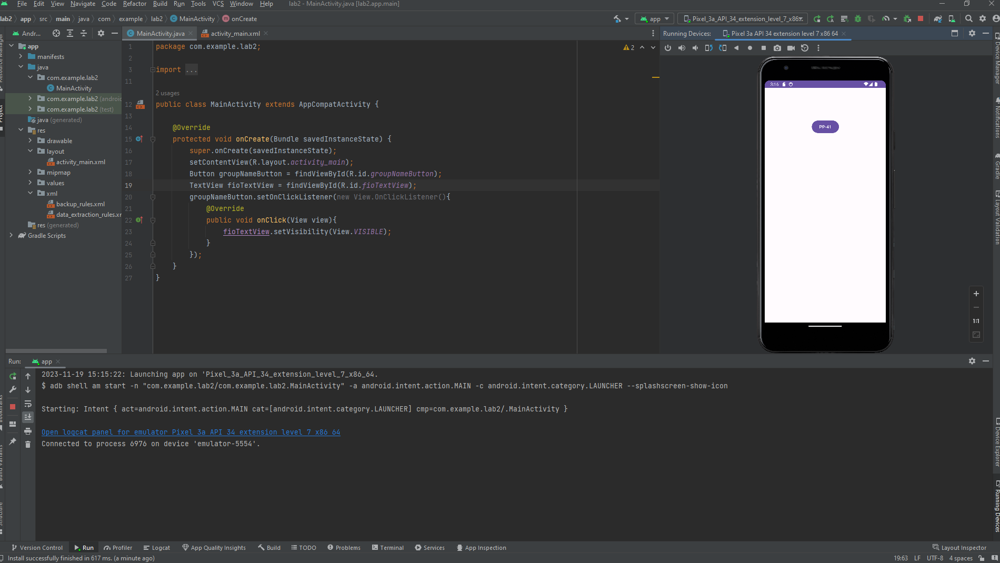 File Edit View Navigate Code Refactor Build Run Tools VCS Window Help lab2 - MainActivity.java [lab2.app.main]
lab2 app src main java com example lab2 MainActivity onCreate
app Pixel_3a_API_34_extension_level_7_x86
Andr...
MainActivity.java activity_main.xml
Running Devices: Pixel 3a API 34 extension level 7 x86 64
app
manifests
java
com.example.lab2
MainActivity
com.example.lab2 (androi
com.example.lab2 (test)
java (generated)
res
drawable
layout
activity_main.xml
mipmap
values
xml
backup_rules.xml
data_extraction_rules.xr
res (generated)
Gradle Scripts
2
1 package com.example.lab2;
2
3 import ...
11
2 usages
12 public class MainActivity extends AppCompatActivity {
13
14 @Override
15 protected void onCreate(Bundle savedInstanceState) {
16 super.onCreate(savedInstanceState);
17 setContentView(R.layout.activity_main);
18 Button groupNameButton = findViewById(R.id.groupNameButton);
19 TextView fioTextView = findViewById(R.id.fioTextView);
20 groupNameButton.setOnClickListener(new View.OnClickListener(){
21 @Override
22 public void onClick(View view){
23 fioTextView.setVisibility(View.VISIBLE);
24 }
25 });
26 }
27 }
3:16
PP-41
1:1
Project
Device Manager
Notifications
Gradle
Layout Validation
Device Explorer
Running Devices
Run: app
2023-11-19 15:15:22: Launching app on 'Pixel_3a_API_34_extension_level_7_x86_64.
$ adb shell am start -n "com.example.lab2/com.example.lab2.MainActivity" -a android.intent.action.MAIN -c android.intent.category.LAUNCHER --splashscreen-show-icon
Starting: Intent { act=android.intent.action.MAIN cat=[android.intent.category.LAUNCHER] cmp=com.example.lab2/.MainActivity }
Open logcat panel for emulator Pixel 3a API 34 extension level 7 x86 64
Connected to process 6976 on device 'emulator-5554'.
Version Control Run Profiler Logcat App Quality Insights Build TODO Problems Terminal Services App Inspection Layout Inspector
Install successfully finished in 617 ms. (a minute ago) 19:63 LF UTF-8 4 spaces